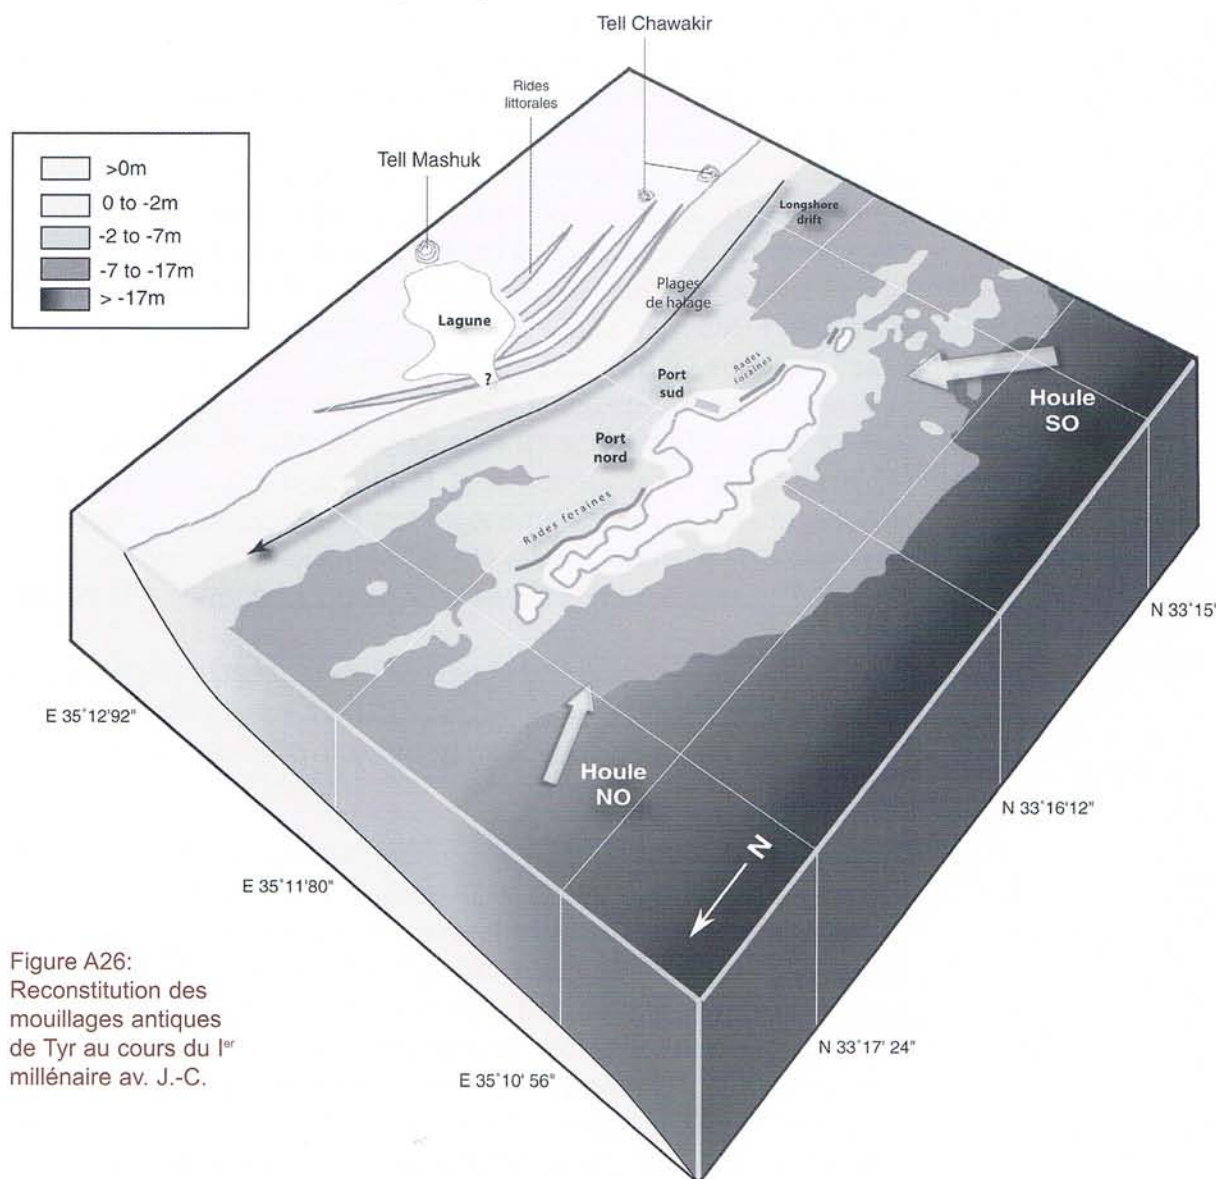 Tell Chawakir
Rides
littorales
Tell Mashuk
>0m
0 to -2m
-2 to -7m
-7 to -17m
> -17m
Longshore
drift
Plages
de halage
Lagune
?
Rades
foraines
Port
sud
Port
nord
Rades foraines
Houle
SO
Houle
NO
N
N 33°15'
N 33°16'12"
N 33°17' 24"
E 35°12'92"
E 35°11'80"
E 35°10' 56"
Figure A26:
Reconstitution des
mouillages antiques
de Tyr au cours du Iᵉʳ
millénaire av. J.-C.